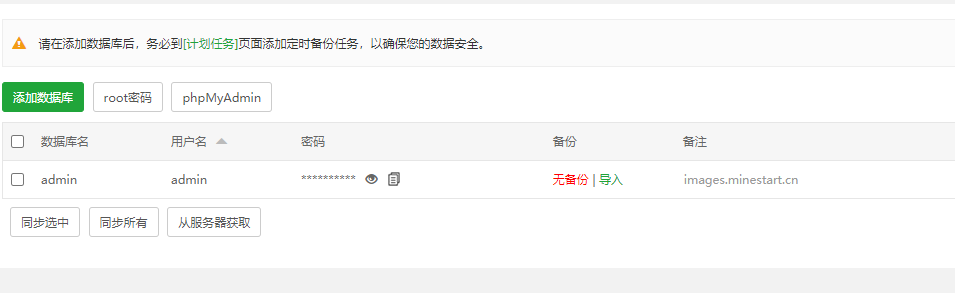 请在添加数据库后，务必到[计划任务]页面添加定时备份任务，以确保您的数据安全。
添加数据库 root密码 phpMyAdmin
数据库名 用户名 密码 备份 备注
admin admin ********** 无备份 | 导入 images.minestart.cn
同步选中 同步所有 从服务器获取